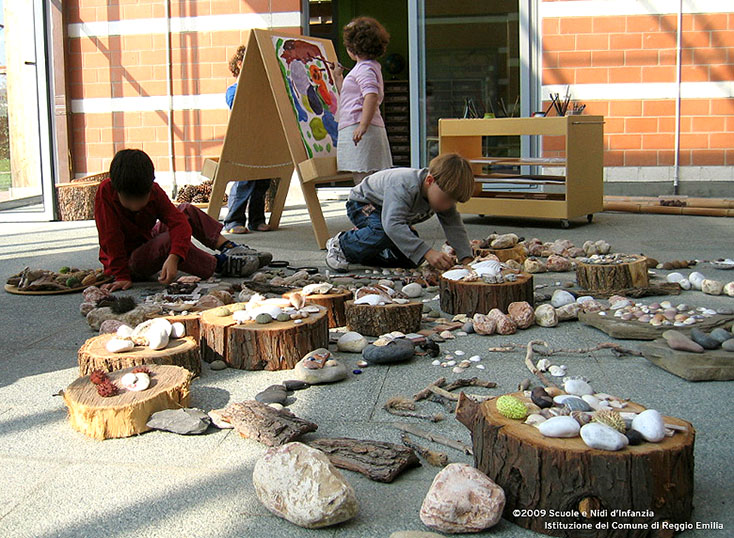 ©2009 Scuole e Nidi d'Infanzia
Istituzione del Comune di Reggio Emilia